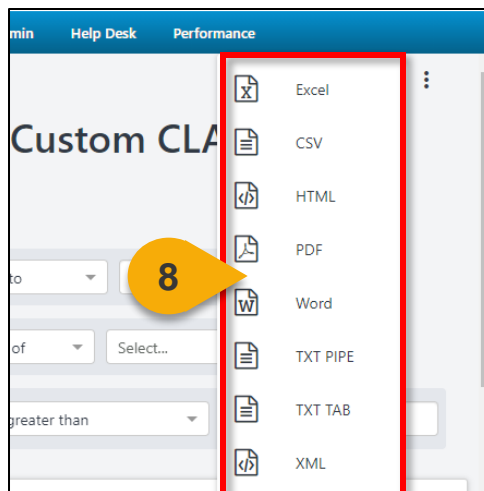 min Help Desk Performance
Excel
Custom CLA
CSV
HTML
PDF
to
8
Word
of
Select...
TXT PIPE
greater than
TXT TAB
XML